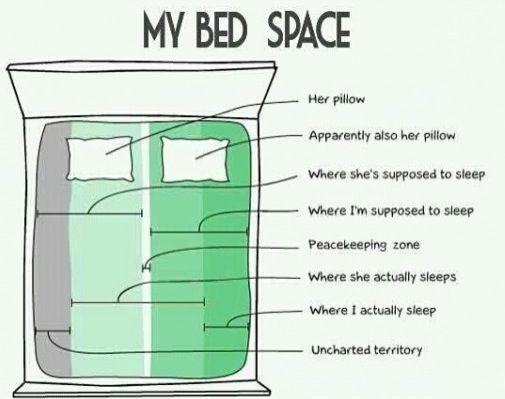 MY BED SPACE
Her pillow
Apparently also her pillow
Where she's supposed to sleep
Where I'm supposed to sleep
Peacekeeping zone
Where she actually sleeps
Where I actually sleep
Uncharted territory